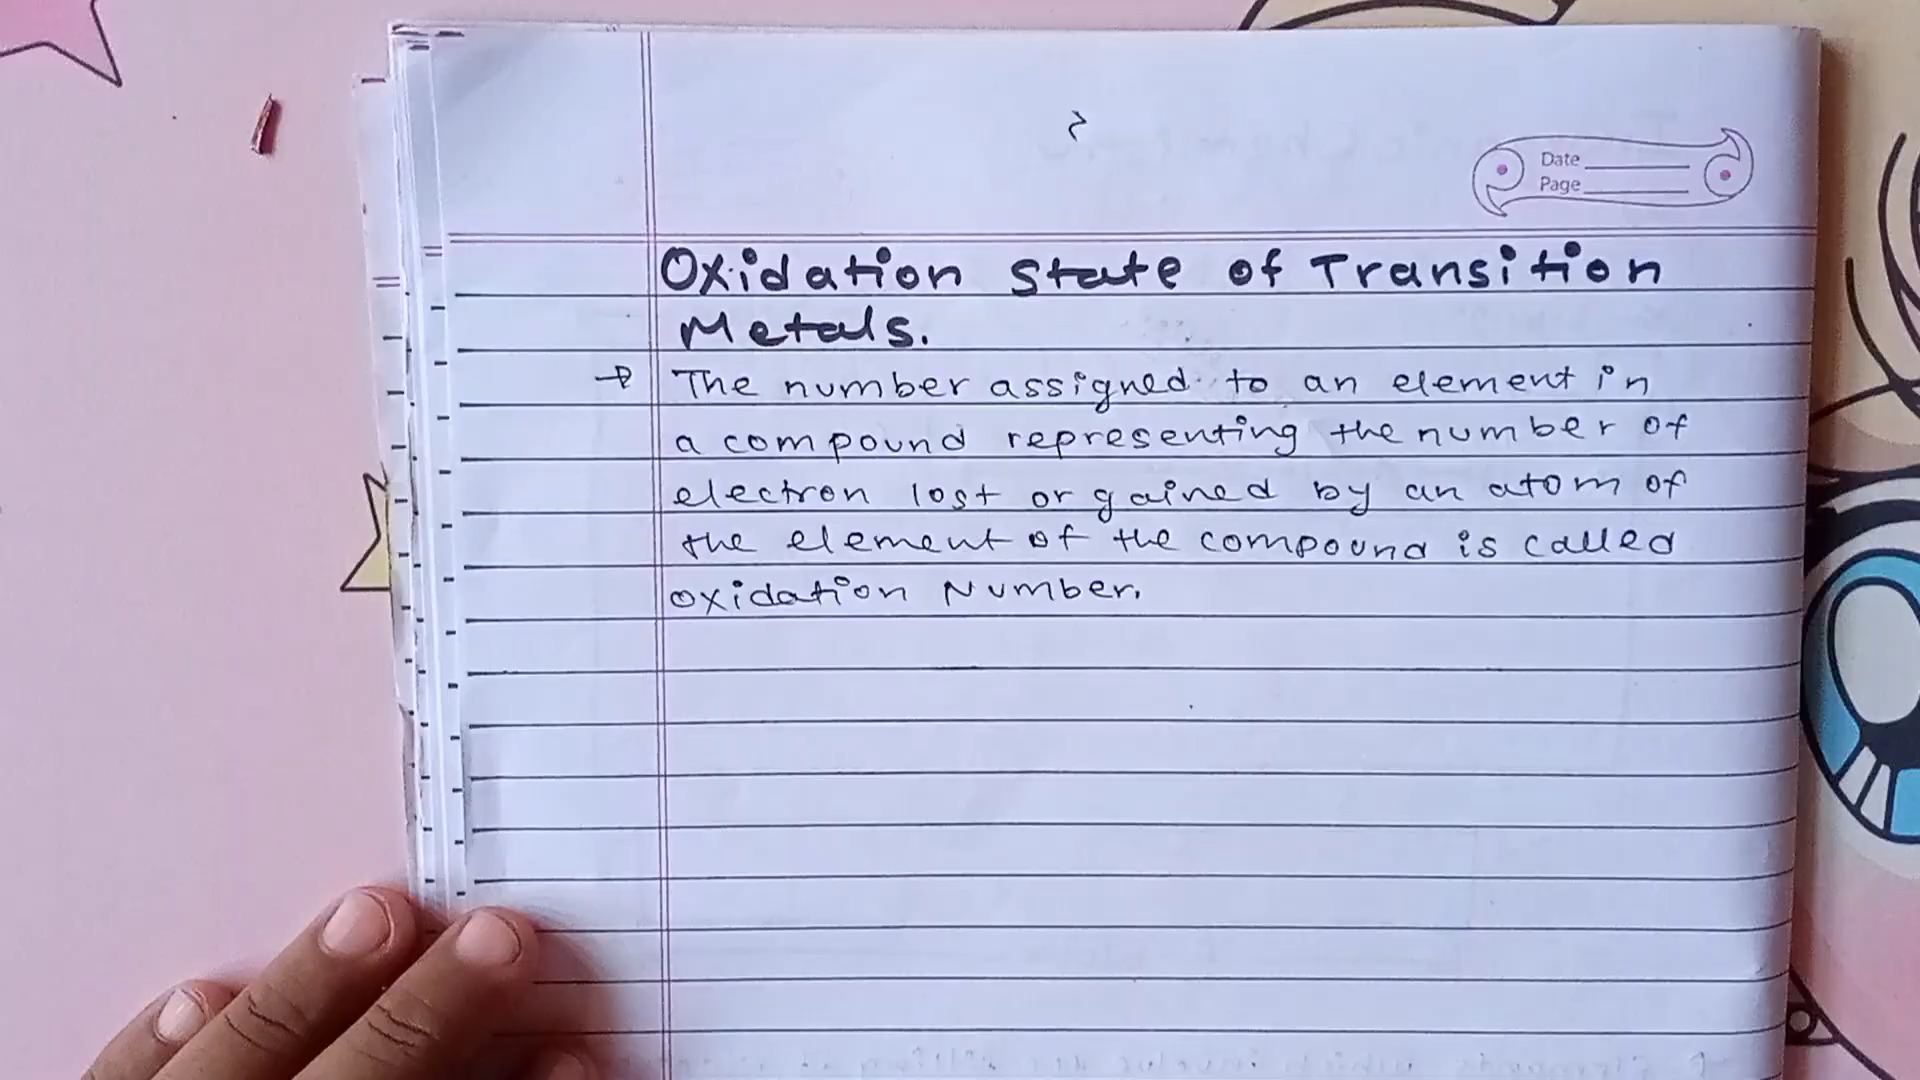 Date
Page
Oxidation State of Transition
Metals.
→ The number assigned to an element in
a compound representing the number of
electron lost or gained by an atom of
the element of the compound is called
oxidation Number.